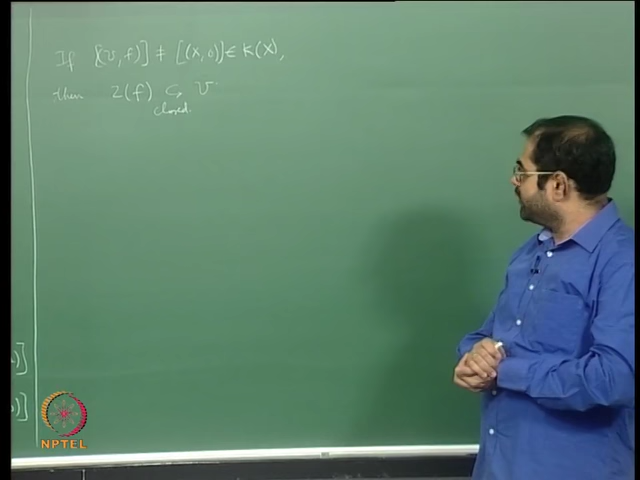 If [(U,f)] ≠ [(X,0)] ∈ K(X),
then Z(f) ⊊ U
closed
)]
)]
NPTEL